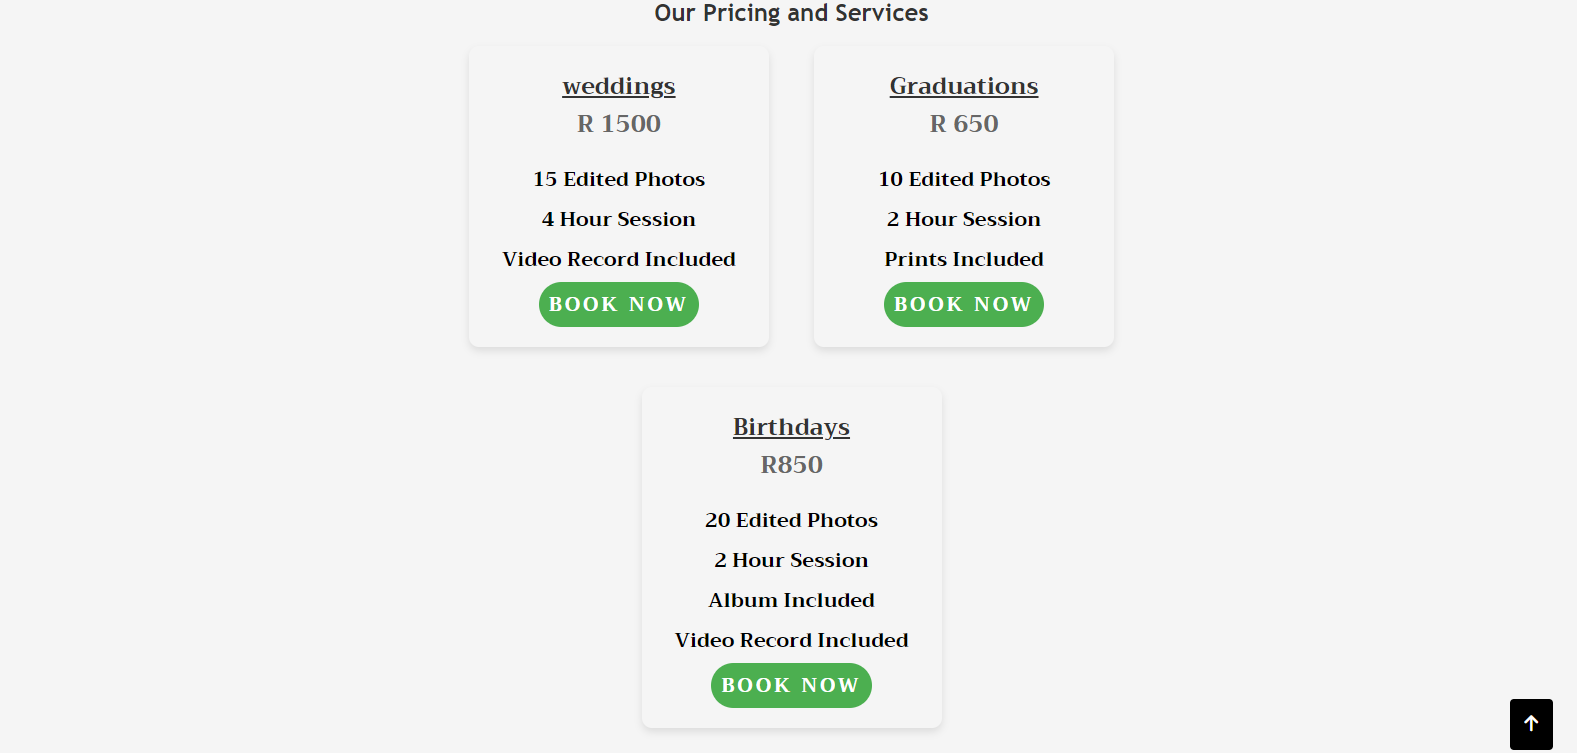 Our Pricing and Services
weddings
R 1500
15 Edited Photos
4 Hour Session
Video Record Included
BOOK NOW
Graduations
R 650
10 Edited Photos
2 Hour Session
Prints Included
BOOK NOW
Birthdays
R850
20 Edited Photos
2 Hour Session
Album Included
Video Record Included
BOOK NOW